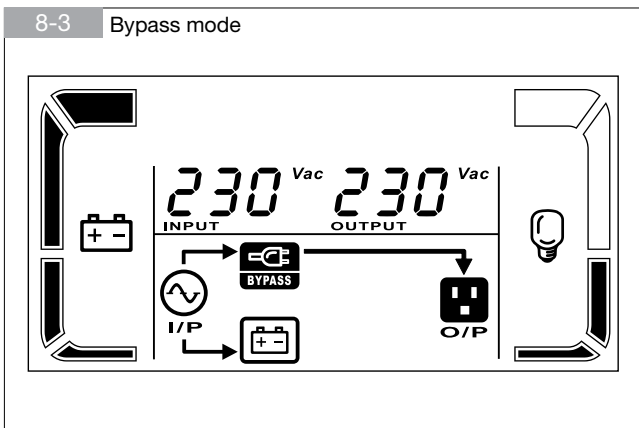 8-3 Bypass mode
230 Vac 230 Vac
INPUT OUTPUT
BYPASS
I/P
O/P